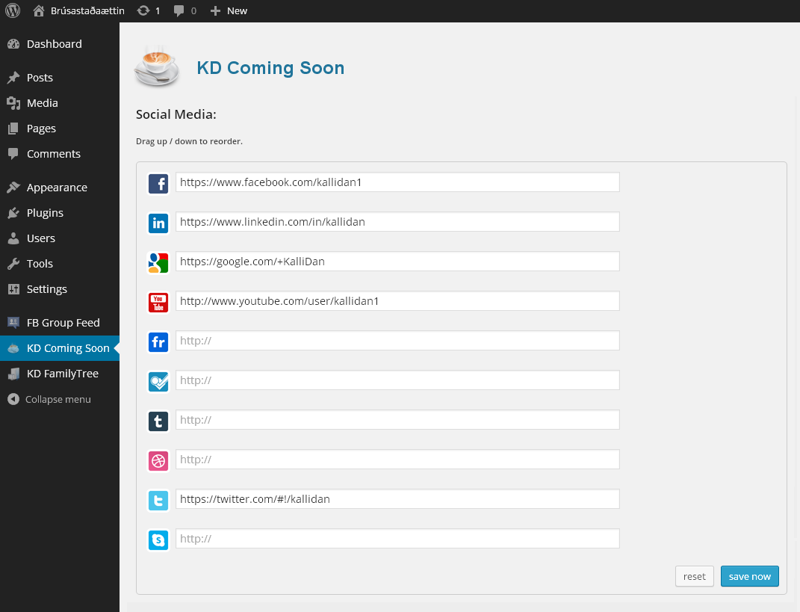 Brúsastaðaættin 1 0 New
Dashboard
Posts
Media
Pages
Comments
Appearance
Plugins
Users
Tools
Settings
FB Group Feed
KD Coming Soon
KD FamilyTree
Collapse menu
KD Coming Soon
Social Media:
Drag up / down to reorder.
f https://www.facebook.com/kallidan1
in https://www.linkedin.com/in/kallidan
https://google.com/+KalliDan
You Tube http://www.youtube.com/user/kallidan1
fr http://
http://
t http://
http://
t https://twitter.com/#!/kallidan
S http://
reset save now